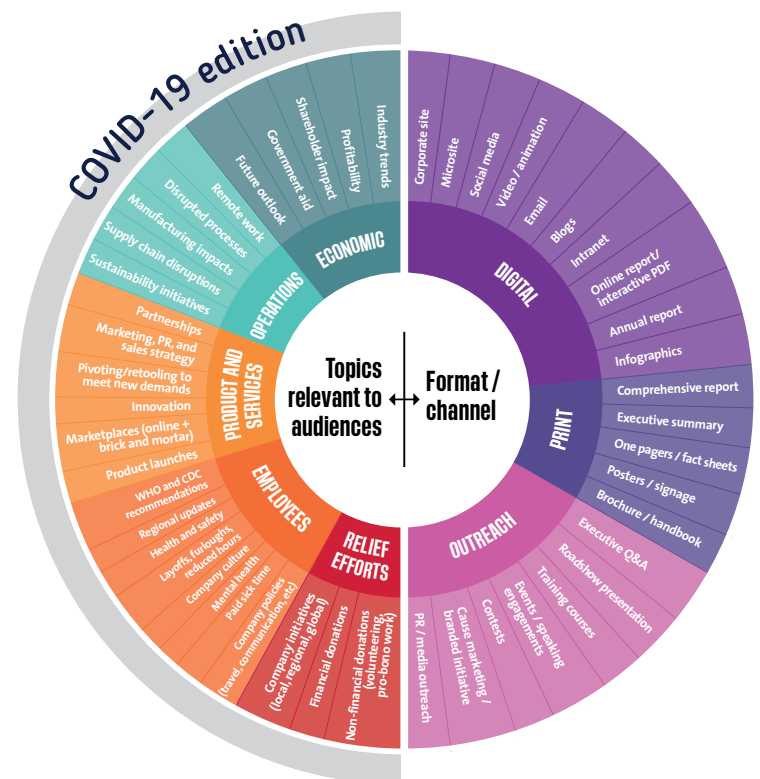 COVID-19 edition
Topics
relevant to
audiences
Format /
channel
ECONOMIC
Industry trends
Profitability
Shareholder impact
Government aid
Future outlook
OPERATIONS
Remote work
Disrupted processes
Manufacturing impacts
Supply chain disruptions
Sustainability initiatives
PRODUCT AND
SERVICES
Partnerships
Marketing, PR, and
sales strategy
Pivoting/retooling to
meet new demands
Innovation
Marketplaces (online +
brick and mortar)
Product launches
EMPLOYEES
WHO and CDC
recommendations
Regional updates
Health and safety
Layoffs, furloughs,
reduced hours
Company culture
Mental health
Paid sick time
Company policies
(travel, communication, etc)
RELIEF
EFFORTS
Company initiatives
(local, regional, global)
Financial donations
Non-financial donations
(volunteering,
pro-bono work)
DIGITAL
Corporate site
Microsite
Social media
Video / animation
Email
Blogs
Intranet
Online report/
interactive PDF
Annual report
Infographics
PRINT
Comprehensive report
Executive summary
One pagers / fact sheets
Posters / signage
Brochure / handbook
OUTREACH
Executive Q&A
Roadshow presentation
Training courses
Events / speaking
engagements
Contests
Cause marketing /
branded initiative
PR / media outreach